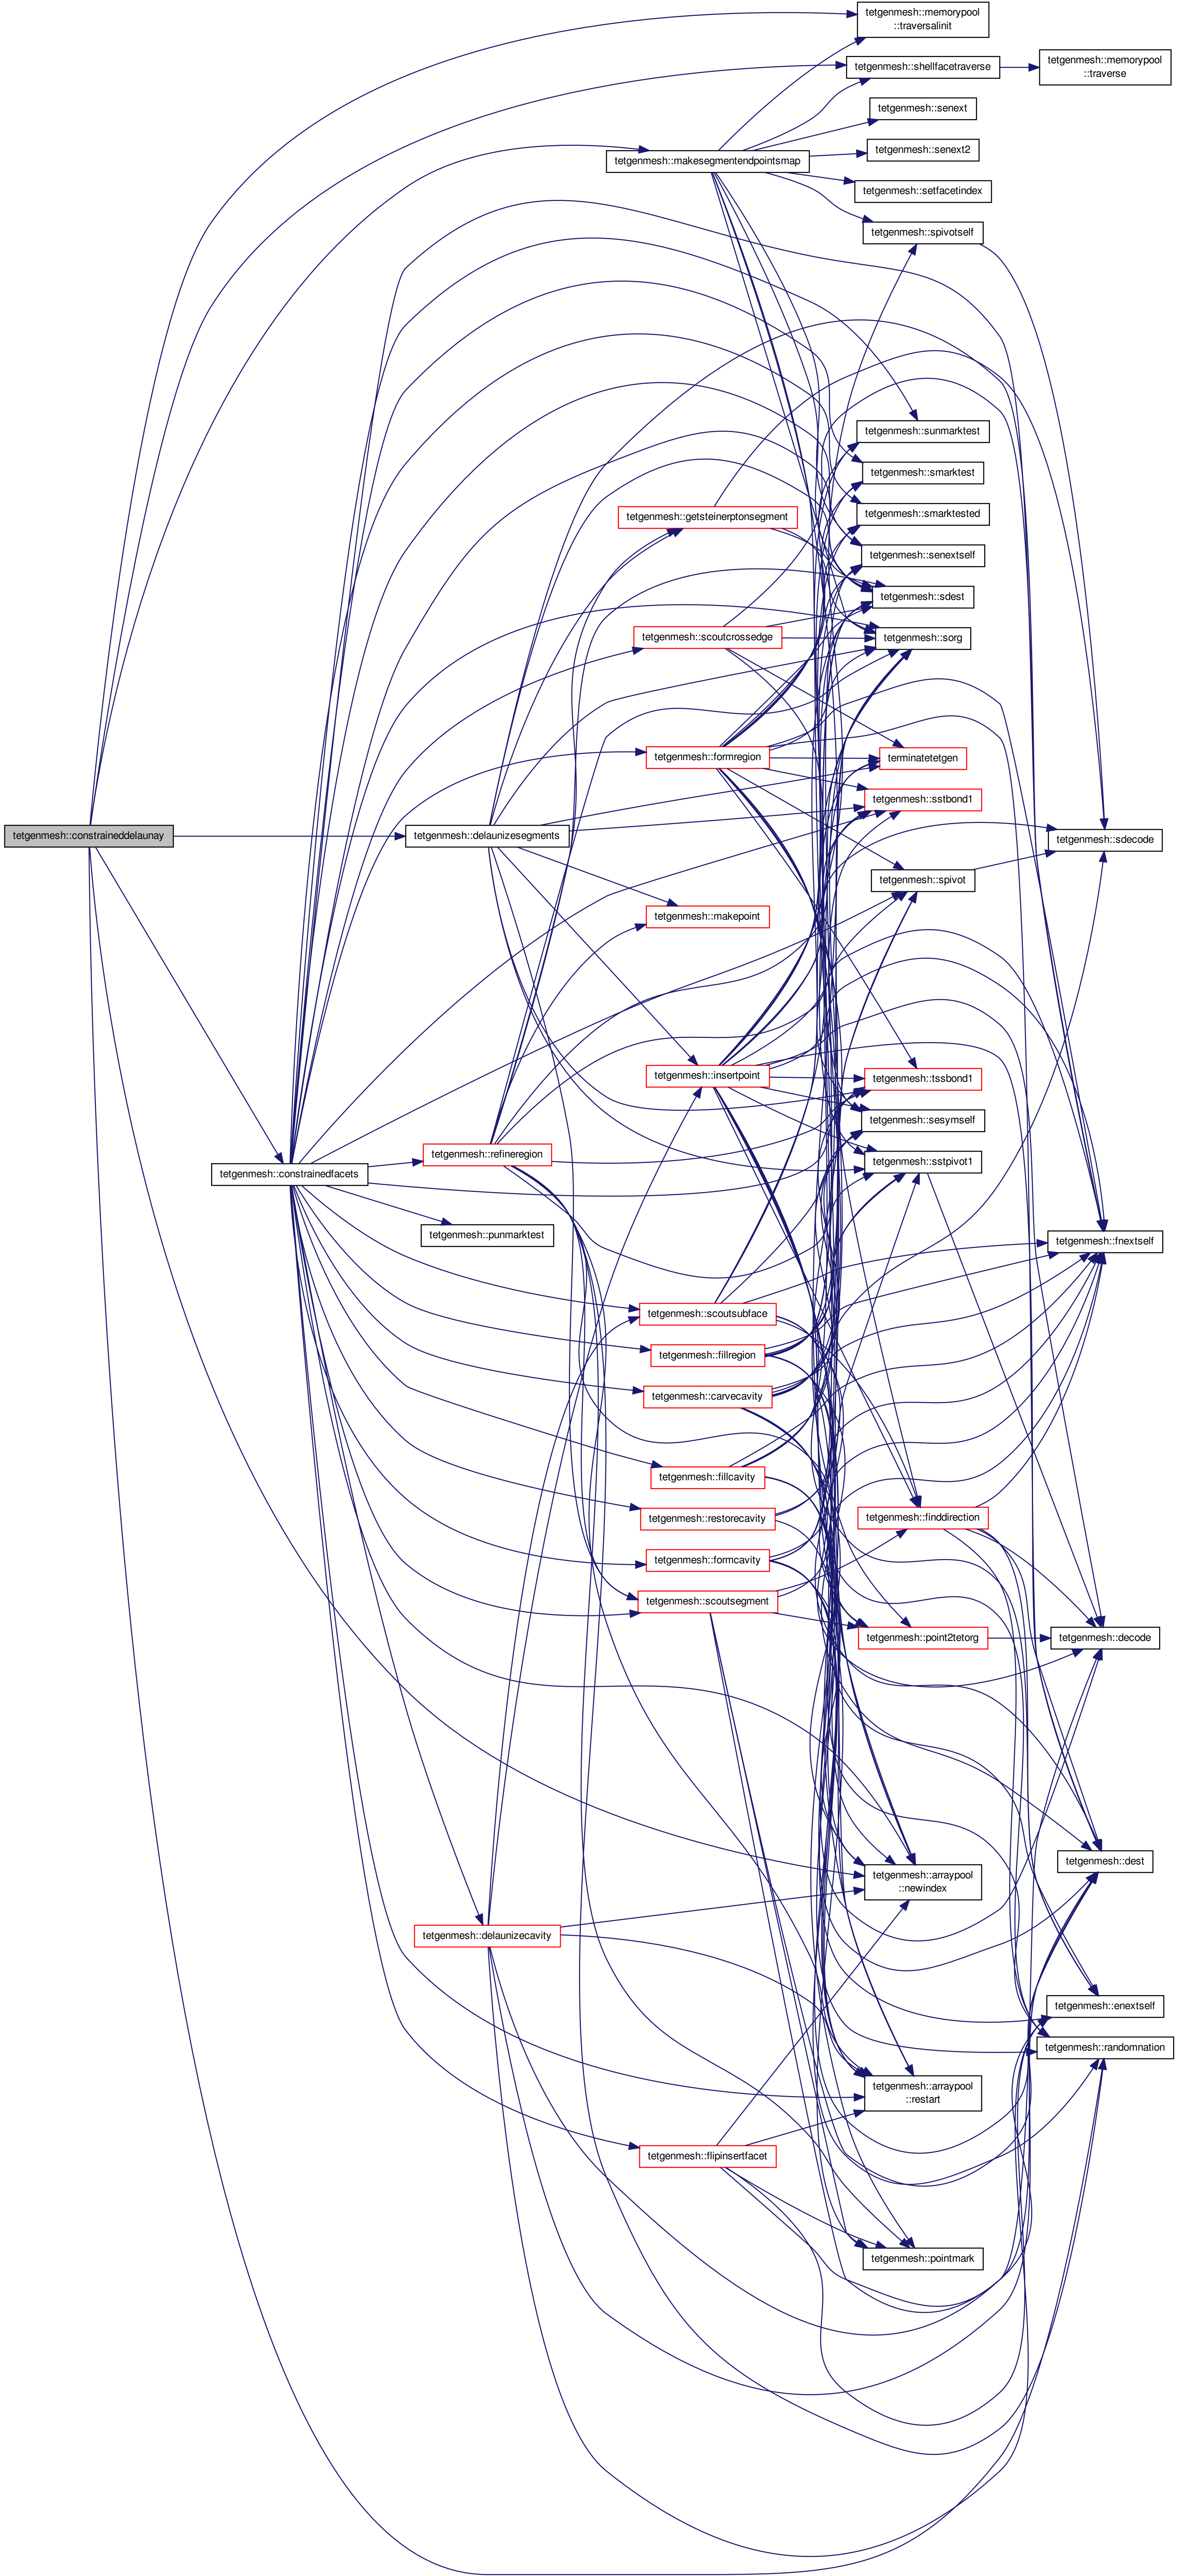 tetgenmesh::memorypool
::traversalinit
tetgenmesh::shellfacetraverse
tetgenmesh::memorypool
::traverse
tetgenmesh::senext
tetgenmesh::senext2
tetgenmesh::makesegmentendpointsmap
tetgenmesh::setfacetindex
tetgenmesh::spivotself
tetgenmesh::sunmarktest
tetgenmesh::smarktest
tetgenmesh::getsteinerptonsegment
tetgenmesh::smarktested
tetgenmesh::senextself
tetgenmesh::sdest
tetgenmesh::scoutcrossedge
tetgenmesh::sorg
tetgenmesh::formregion
terminatetetgen
tetgenmesh::sstbond1
tetgenmesh::constraineddelaunay
tetgenmesh::delaunizesegments
tetgenmesh::sdecode
tetgenmesh::spivot
tetgenmesh::makepoint
tetgenmesh::insertpoint
tetgenmesh::tssbond1
tetgenmesh::sesymself
tetgenmesh::refineregion
tetgenmesh::sstpivot1
tetgenmesh::constrainedfacets
tetgenmesh::punmarktest
tetgenmesh::fnextself
tetgenmesh::scoutsubface
tetgenmesh::fillregion
tetgenmesh::carvecavity
tetgenmesh::fillcavity
tetgenmesh::restorecavity
tetgenmesh::finddirection
tetgenmesh::formcavity
tetgenmesh::scoutsegment
tetgenmesh::point2tetorg
tetgenmesh::decode
tetgenmesh::dest
tetgenmesh::arraypool
::newindex
tetgenmesh::delaunizecavity
tetgenmesh::enextself
tetgenmesh::randomnation
tetgenmesh::arraypool
::restart
tetgenmesh::flipinsertfacet
tetgenmesh::pointmark